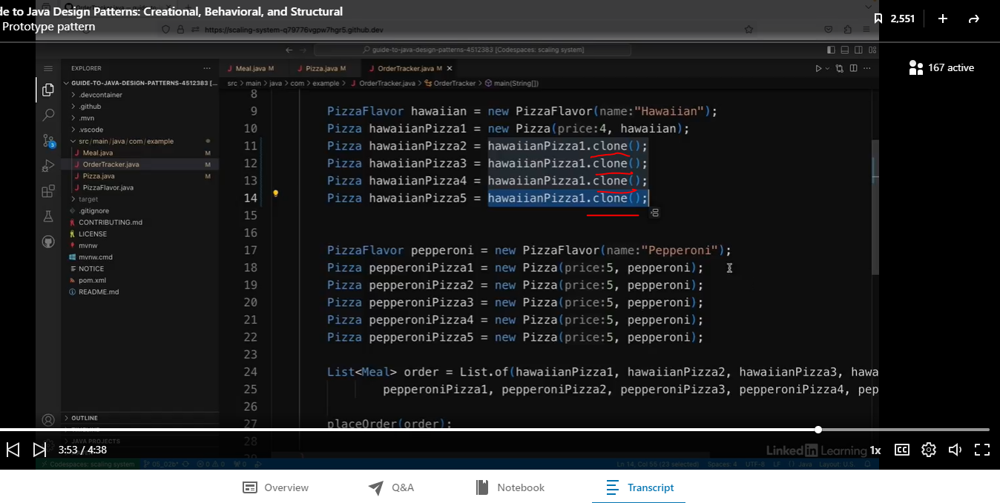 de to Java Design Patterns: Creational, Behavioral, and Structural
Prototype pattern
2,551
167 active
https://scaling-system-q79776vgpw7hgr5.github.dev
guide-to-java-design-patterns-4512383 [Codespaces: scaling system]
EXPLORER
GUIDE-TO-JAVA-DESIGN-PATTERNS-4512383 [...
.devcontainer
.github
.mvn
.vscode
src/main/java/com/example
Meal.java M
OrderTracker.java M
Pizza.java M
PizzaFlavor.java
target
.gitignore
CONTRIBUTING.md
LICENSE
mvnw
mvnw.cmd
NOTICE
pom.xml
README.md
OUTLINE
TIMELINE
JAVA PROJECTS
3
Meal.java M
Pizza.java M
OrderTracker.java M
src > main > java > com > example > OrderTracker.java > OrderTracker > main(String[])
8
9 PizzaFlavor hawaiian = new PizzaFlavor(name:"Hawaiian");
10 Pizza hawaiianPizza1 = new Pizza(price:4, hawaiian);
11 Pizza hawaiianPizza2 = hawaiianPizza1.clone();
12 Pizza hawaiianPizza3 = hawaiianPizza1.clone();
13 Pizza hawaiianPizza4 = hawaiianPizza1.clone();
14 Pizza hawaiianPizza5 = hawaiianPizza1.clone();
15
16
17 PizzaFlavor pepperoni = new PizzaFlavor(name:"Pepperoni");
18 Pizza pepperoniPizza1 = new Pizza(price:5, pepperoni);
19 Pizza pepperoniPizza2 = new Pizza(price:5, pepperoni);
20 Pizza pepperoniPizza3 = new Pizza(price:5, pepperoni);
21 Pizza pepperoniPizza4 = new Pizza(price:5, pepperoni);
22 Pizza pepperoniPizza5 = new Pizza(price:5, pepperoni);
23
24 List<Meal> order = List.of(hawaiianPizza1, hawaiianPizza2, hawaiianPizza3, hawa
25 pepperoniPizza1, pepperoniPizza2, pepperoniPizza3, pepperoniPizza4, pep
26
27 placeOrder(order);
28
29
3:53 / 4:38
LinkedIn Learning
1x
CC
Codespaces: scaling system 05_02b* 0 0 0 Ln 14, Col 55 (23 selected) Spaces: 4 UTF-8 LF {} Java Layout: U.S.
Overview
Q&A
Notebook
Transcript